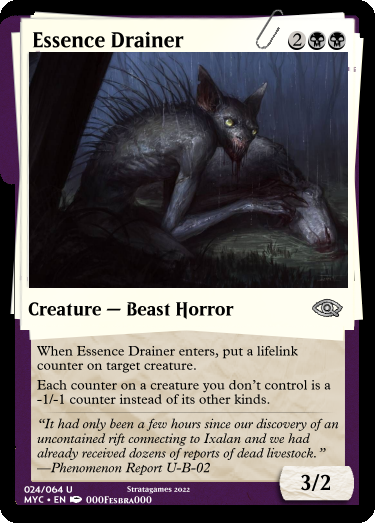 Essence Drainer 2
Creature — Beast Horror
When Essence Drainer enters, put a lifelink
counter on target creature.
Each counter on a creature you don't control is a
-1/-1 counter instead of its other kinds.
"It had only been a few hours since our discovery of an
uncontained rift connecting to Ixalan and we had
already received dozens of reports of dead livestock."
—Phenomenon Report U-B-02
3/2
024/064 U Stratagames 2022
MYC • EN 000Fesbra000